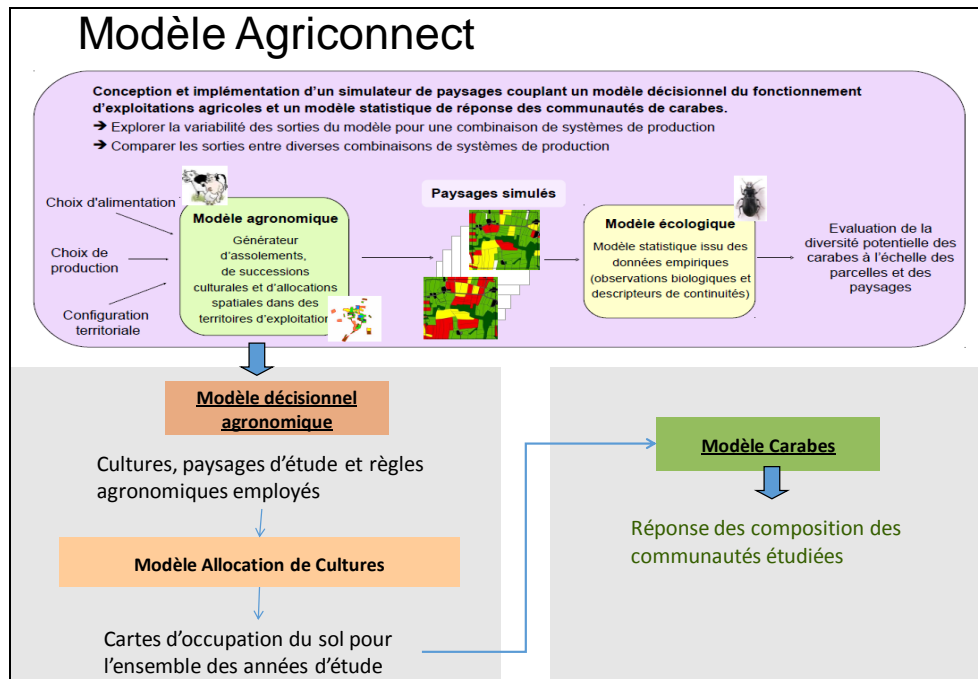 Modèle Agriconnect
Conception et implémentation d'un simulateur de paysages couplant un modèle décisionnel du fonctionnement
d'exploitations agricoles et un modèle statistique de réponse des communautés de carabes.
➔ Explorer la variabilité des sorties du modèle pour une combinaison de systèmes de production
➔ Comparer les sorties entre diverses combinaisons de systèmes de production
Choix d'alimentation
Choix de
production
Configuration
territoriale
Modèle agronomique
Générateur
d'assolements,
de successions
culturales et d'allocations
spatiales dans des
territoires d'exploitation
Paysages simulés
Modèle écologique
Modèle statistique issu des
données empiriques
(observations biologiques et
descripteurs de continuités)
Evaluation de la
diversité potentielle des
carabes à l'échelle des
parcelles et des
paysages
Modèle décisionnel
agronomique
Cultures, paysages d'étude et règles
agronomiques employés
Modèle Allocation de Cultures
Cartes d'occupation du sol pour
l'ensemble des années d'étude
Modèle Carabes
Réponse des composition des
communautés étudiées